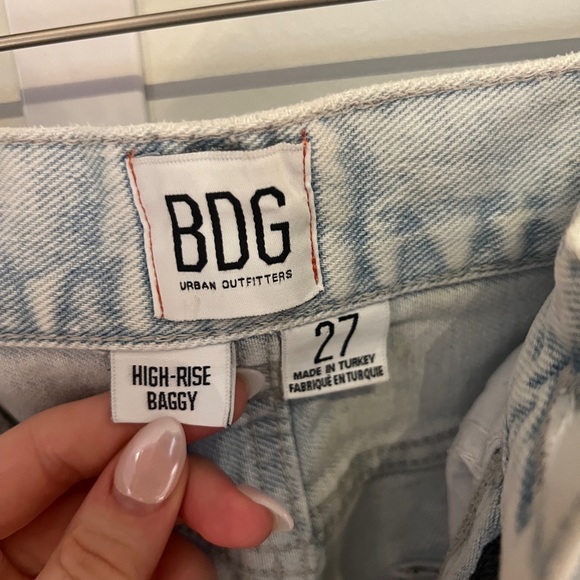 BDG
URBAN OUTFITTERS
27
MADE IN TURKEY
FABRIQUÉ EN TURQUIE
HIGH-RISE
BAGGY